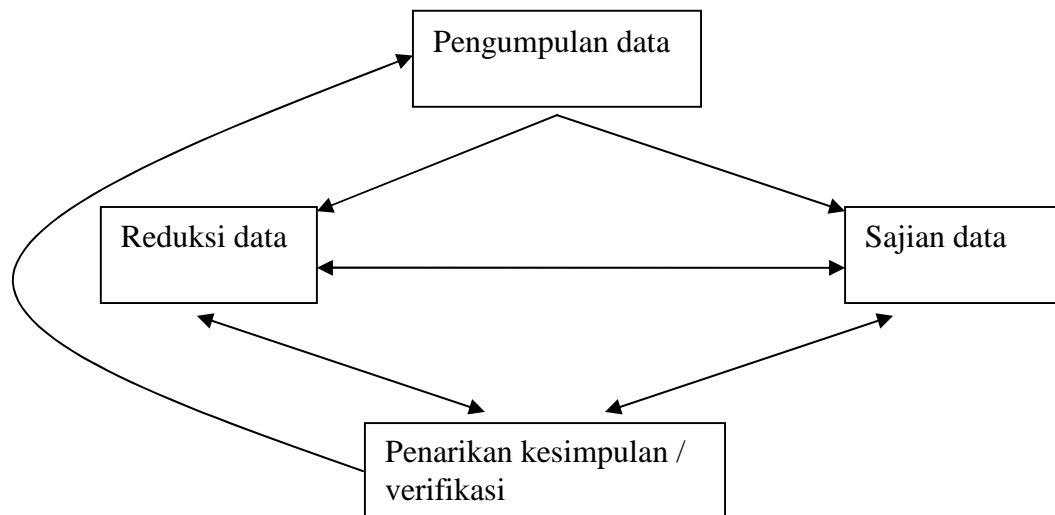 Pengumpulan data
Reduksi data
Sajian data
Penarikan kesimpulan /
verifikasi